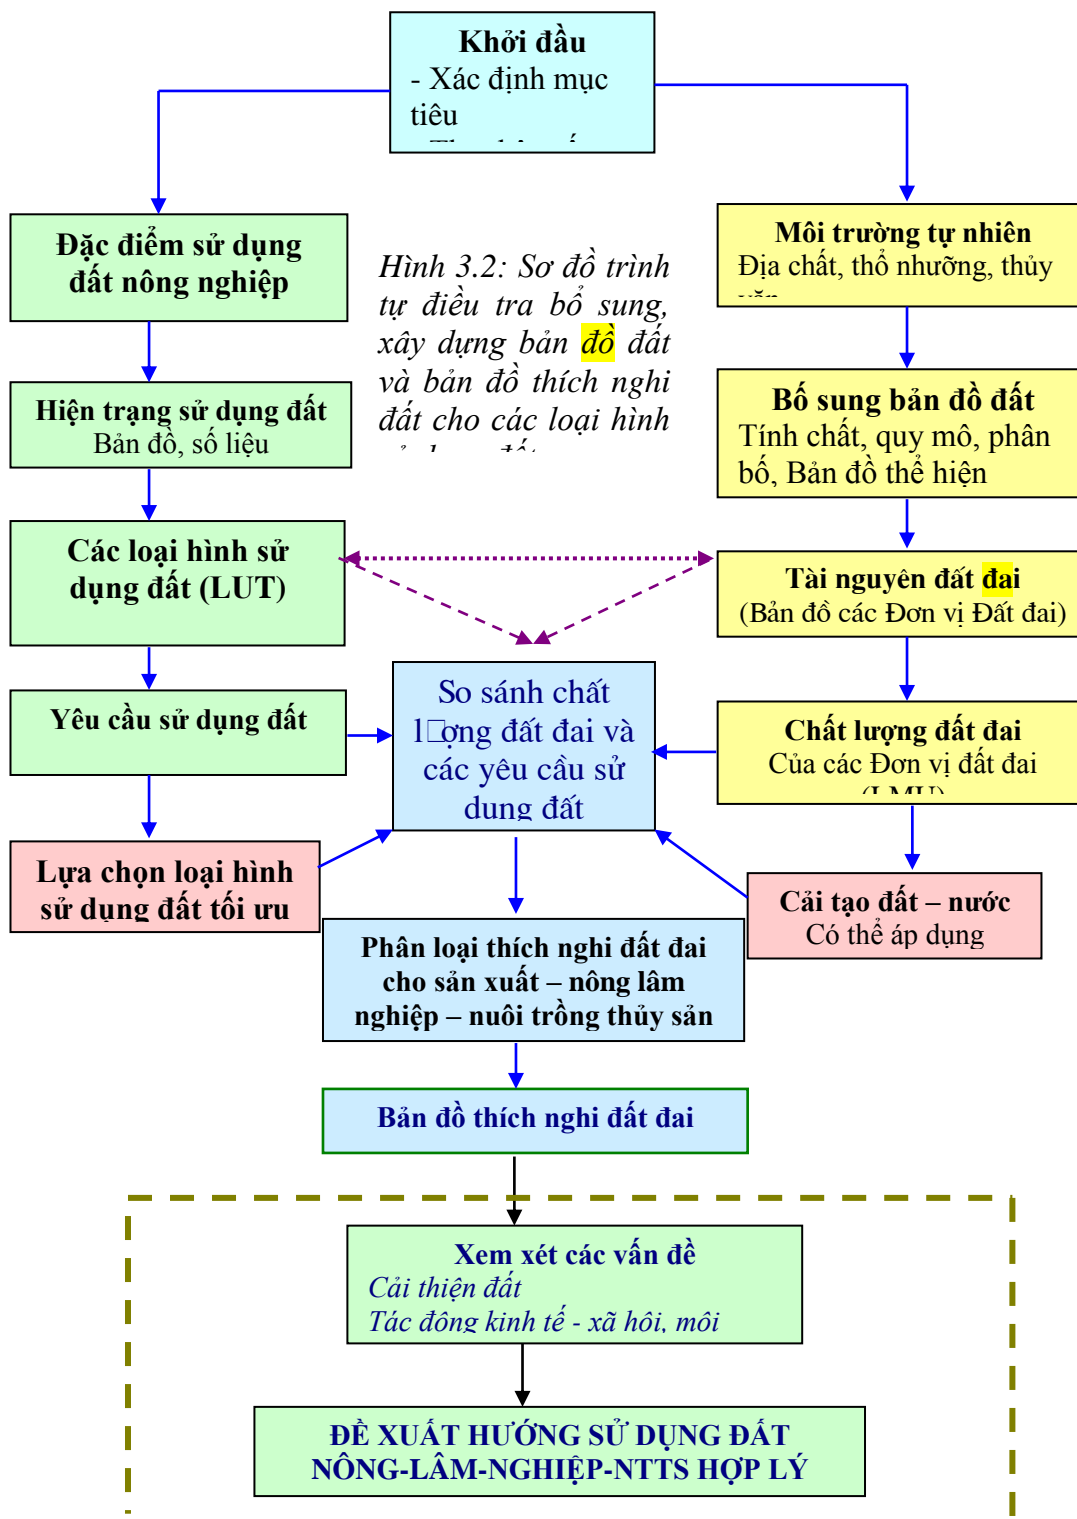 Khởi đầu
- Xác định mục
tiêu
Đặc điểm sử dụng
đất nông nghiệp
Hình 3.2: Sơ đồ trình
tự điều tra bổ sung,
xây dựng bản đồ đất
và bản đồ thích nghi
đất cho các loại hình
Môi trường tự nhiên
Địa chất, thổ nhưỡng, thủy
Hiện trạng sử dụng đất
Bản đồ, số liệu
Bố sung bản đồ đất
Tính chất, quy mô, phân
bố, Bản đồ thể hiện
Các loại hình sử
dụng đất (LUT)
Tài nguyên đất đai
(Bản đồ các Đơn vị Đất đai)
Yêu cầu sử dụng đất
So sánh chất
l□ợng đất đai và
các yêu cầu sử
dụng đất
Chất lượng đất đai
Của các Đơn vị đất đai
(LMU)
Lựa chọn loại hình
sử dụng đất tối ưu
Cải tạo đất – nước
Có thể áp dụng
Phân loại thích nghi đất đai
cho sản xuất – nông lâm
nghiệp – nuôi trồng thủy sản
Bản đồ thích nghi đất đai
Xem xét các vấn đề
Cải thiện đất
Tác động kinh tế - xã hội, môi
ĐỀ XUẤT HƯỚNG SỬ DỤNG ĐẤT
NÔNG-LÂM-NGHIỆP-NTTS HỢP LÝ